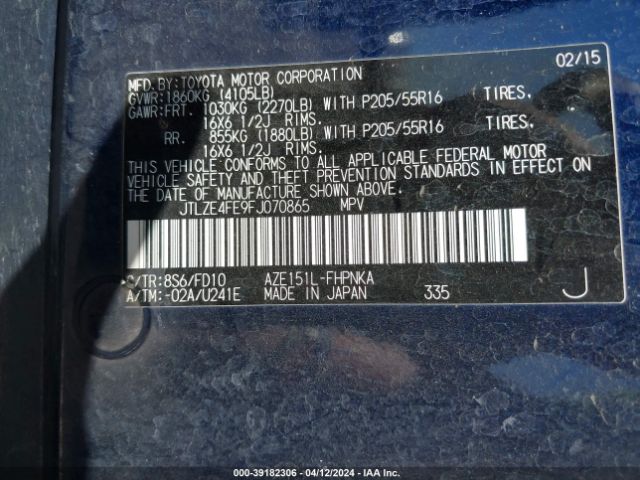 MFD. BY: TOYOTA MOTOR CORPORATION 02/15
GVWR: 1860KG (4105LB)
GAWR: FRT. 1030KG (2270LB) WITH P205/55R16 TIRES.
16X6 1/2J RIMS.
RR. 855KG (1880LB) WITH P205/55R16 TIRES.
16X6 1/2J RIMS.
THIS VEHICLE CONFORMS TO ALL APPLICABLE FEDERAL MOTOR
VEHICLE SAFETY AND THEFT PREVENTION STANDARDS IN EFFECT ON
THE DATE OF MANUFACTURE SHOWN ABOVE.
JTLZE4FE9FJ070865 MPV
C/TR: 8S6/FD10 AZE151L-FHPNKA
A/TM: -02A/U241E MADE IN JAPAN 335 J
000-39182306 - 04/12/2024 - IAA Inc.